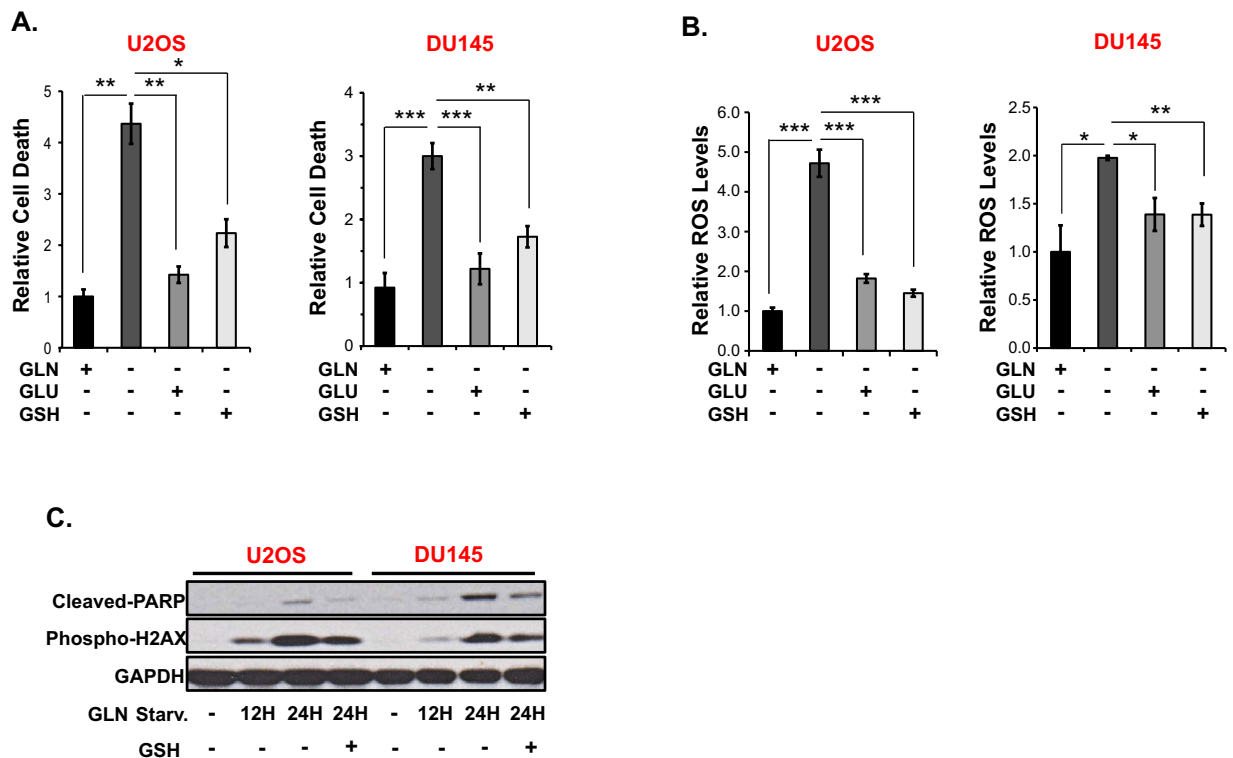 A.
U2OS
DU145
B.
U2OS
DU145
Relative Cell Death
5
4
3
2
1
0
** ** *
Relative Cell Death
4
3
2
1
0
*** *** **
Relative ROS Levels
6.0
5.0
4.0
3.0
2.0
1.0
0.0
*** *** ***
Relative ROS Levels
2.5
2.0
1.5
1.0
0.5
0.0
* * **
GLN + - - -
GLU - - + -
GSH - - - +
GLN + - - -
GLU - - + -
GSH - - - +
GLN + - - -
GLU - - + -
GSH - - - +
GLN + - - -
GLU - - + -
GSH - - - +
C.
U2OS DU145
Cleaved-PARP
Phospho-H2AX
GAPDH
GLN Starv. - 12H 24H 24H - 12H 24H 24H
GSH - - - + - - - +